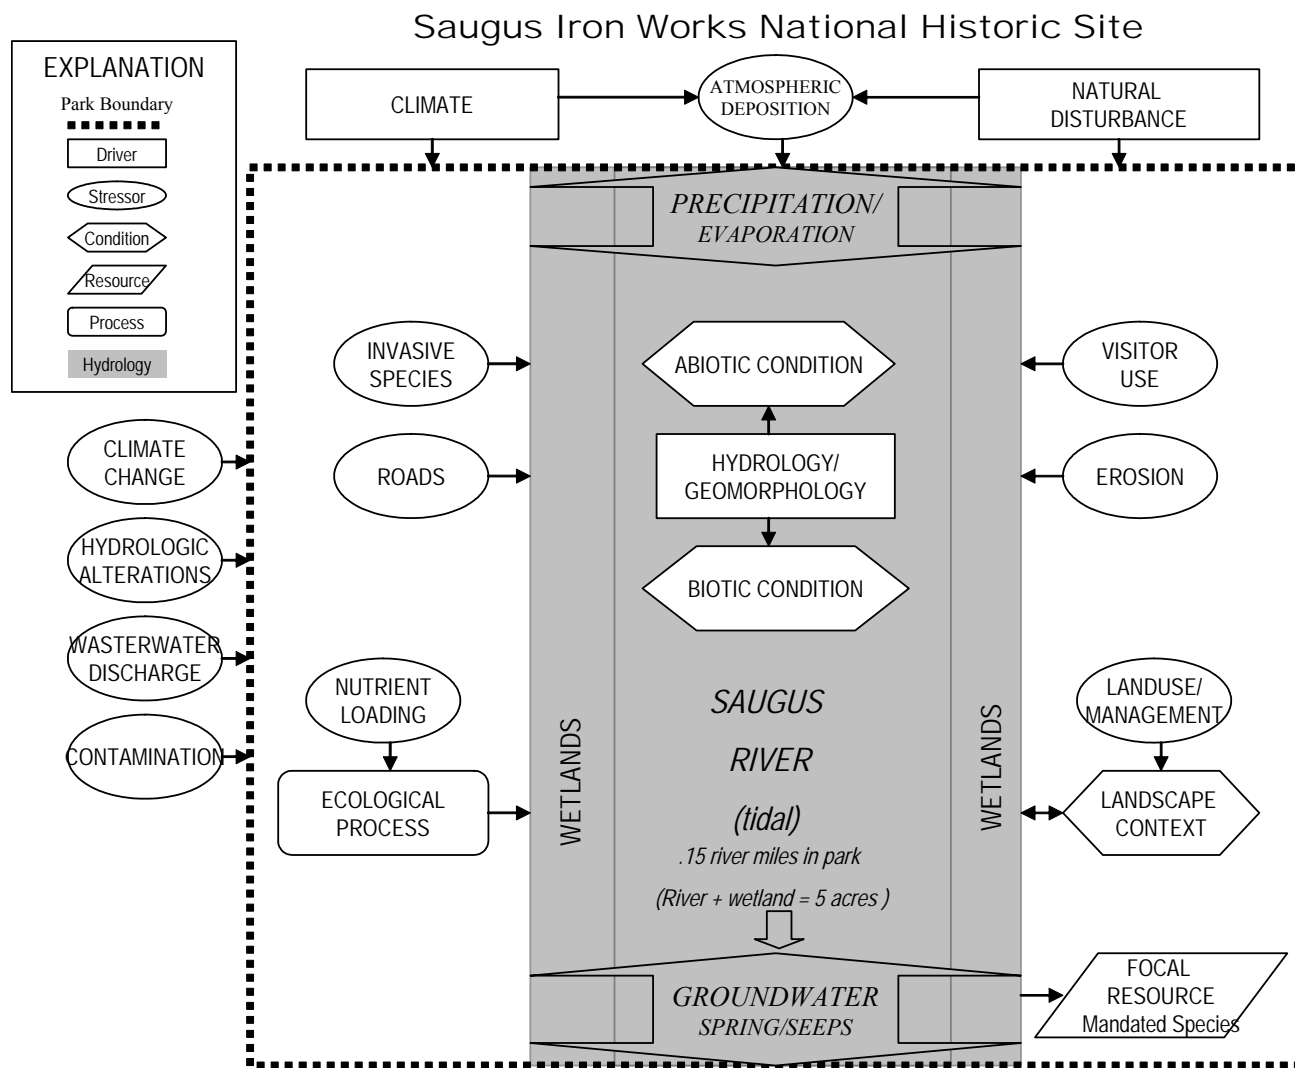 Saugus Iron Works National Historic Site
EXPLANATION
Park Boundary
Driver
Stressor
Condition
Resource
Process
Hydrology
CLIMATE
ATMOSPHERIC
DEPOSITION
NATURAL
DISTURBANCE
PRECIPITATION/
EVAPORATION
INVASIVE
SPECIES
ABIOTIC CONDITION
VISITOR
USE
CLIMATE
CHANGE
ROADS
HYDROLOGY/
GEOMORPHOLOGY
EROSION
HYDROLOGIC
ALTERATIONS
BIOTIC CONDITION
WASTERWATER
DISCHARGE
NUTRIENT
LOADING
SAUGUS
RIVER
(tidal)
.15 river miles in park
(River + wetland = 5 acres )
LANDUSE/
MANAGEMENT
CONTAMINATION
ECOLOGICAL
PROCESS
WETLANDS
WETLANDS
LANDSCAPE
CONTEXT
GROUNDWATER
SPRING/SEEPS
FOCAL
RESOURCE
Mandated Species